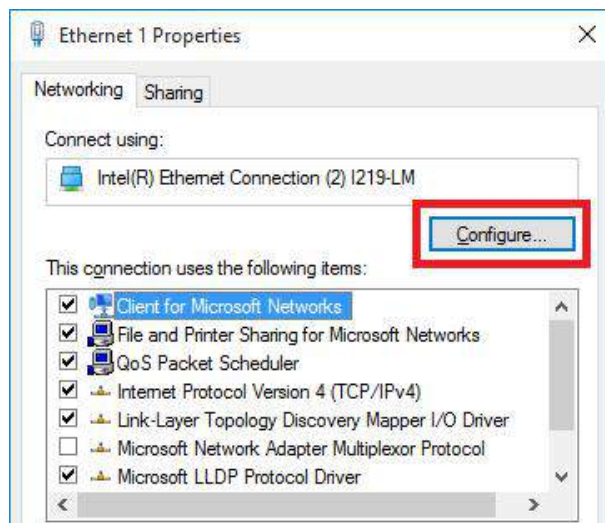 Ethernet 1 Properties
Networking
Sharing
Connect using:
Intel(R) Ethernet Connection (2) I219-LM
Configure...
This connection uses the following items:
Client for Microsoft Networks
File and Printer Sharing for Microsoft Networks
QoS Packet Scheduler
Internet Protocol Version 4 (TCP/IPv4)
Link-Layer Topology Discovery Mapper I/O Driver
Microsoft Network Adapter Multiplexor Protocol
Microsoft LLDP Protocol Driver